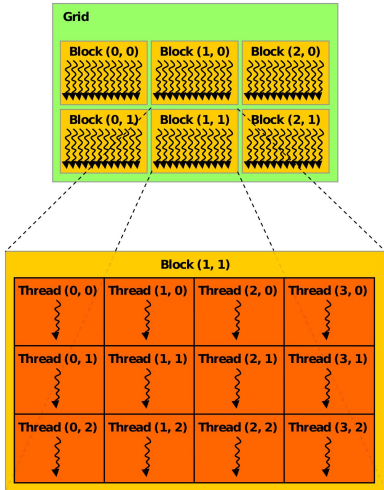 Grid
Block (0, 0) Block (1, 0) Block (2, 0)
Block (0, 1) Block (1, 1) Block (2, 1)
Block (1, 1)
Thread (0, 0) Thread (1, 0) Thread (2, 0) Thread (3, 0)
Thread (0, 1) Thread (1, 1) Thread (2, 1) Thread (3, 1)
Thread (0, 2) Thread (1, 2) Thread (2, 2) Thread (3, 2)